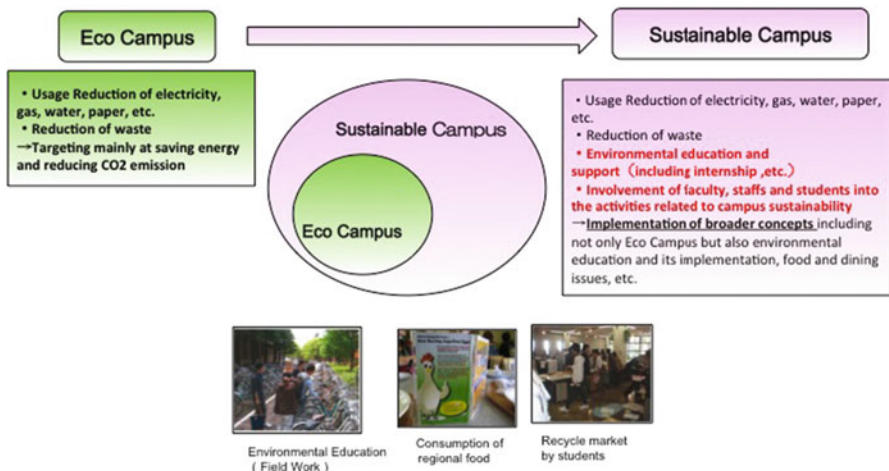 Eco Campus
Sustainable Campus
・Usage Reduction of electricity,
gas, water, paper, etc.
・Reduction of waste
→Targeting mainly at saving energy
and reducing CO2 emission
Sustainable Campus
Eco Campus
・Usage Reduction of electricity, gas, water, paper,
etc.
・Reduction of waste
・Environmental education and
support（including internship ,etc.）
・Involvement of faculty, staffs and students into
the activities related to campus sustainability
→Implementation of broader concepts including
not only Eco Campus but also environmental
education and its implementation, food and dining
issues, etc.
Environmental Education
( Field Work )
Consumption of
regional food
Recycle market
by students